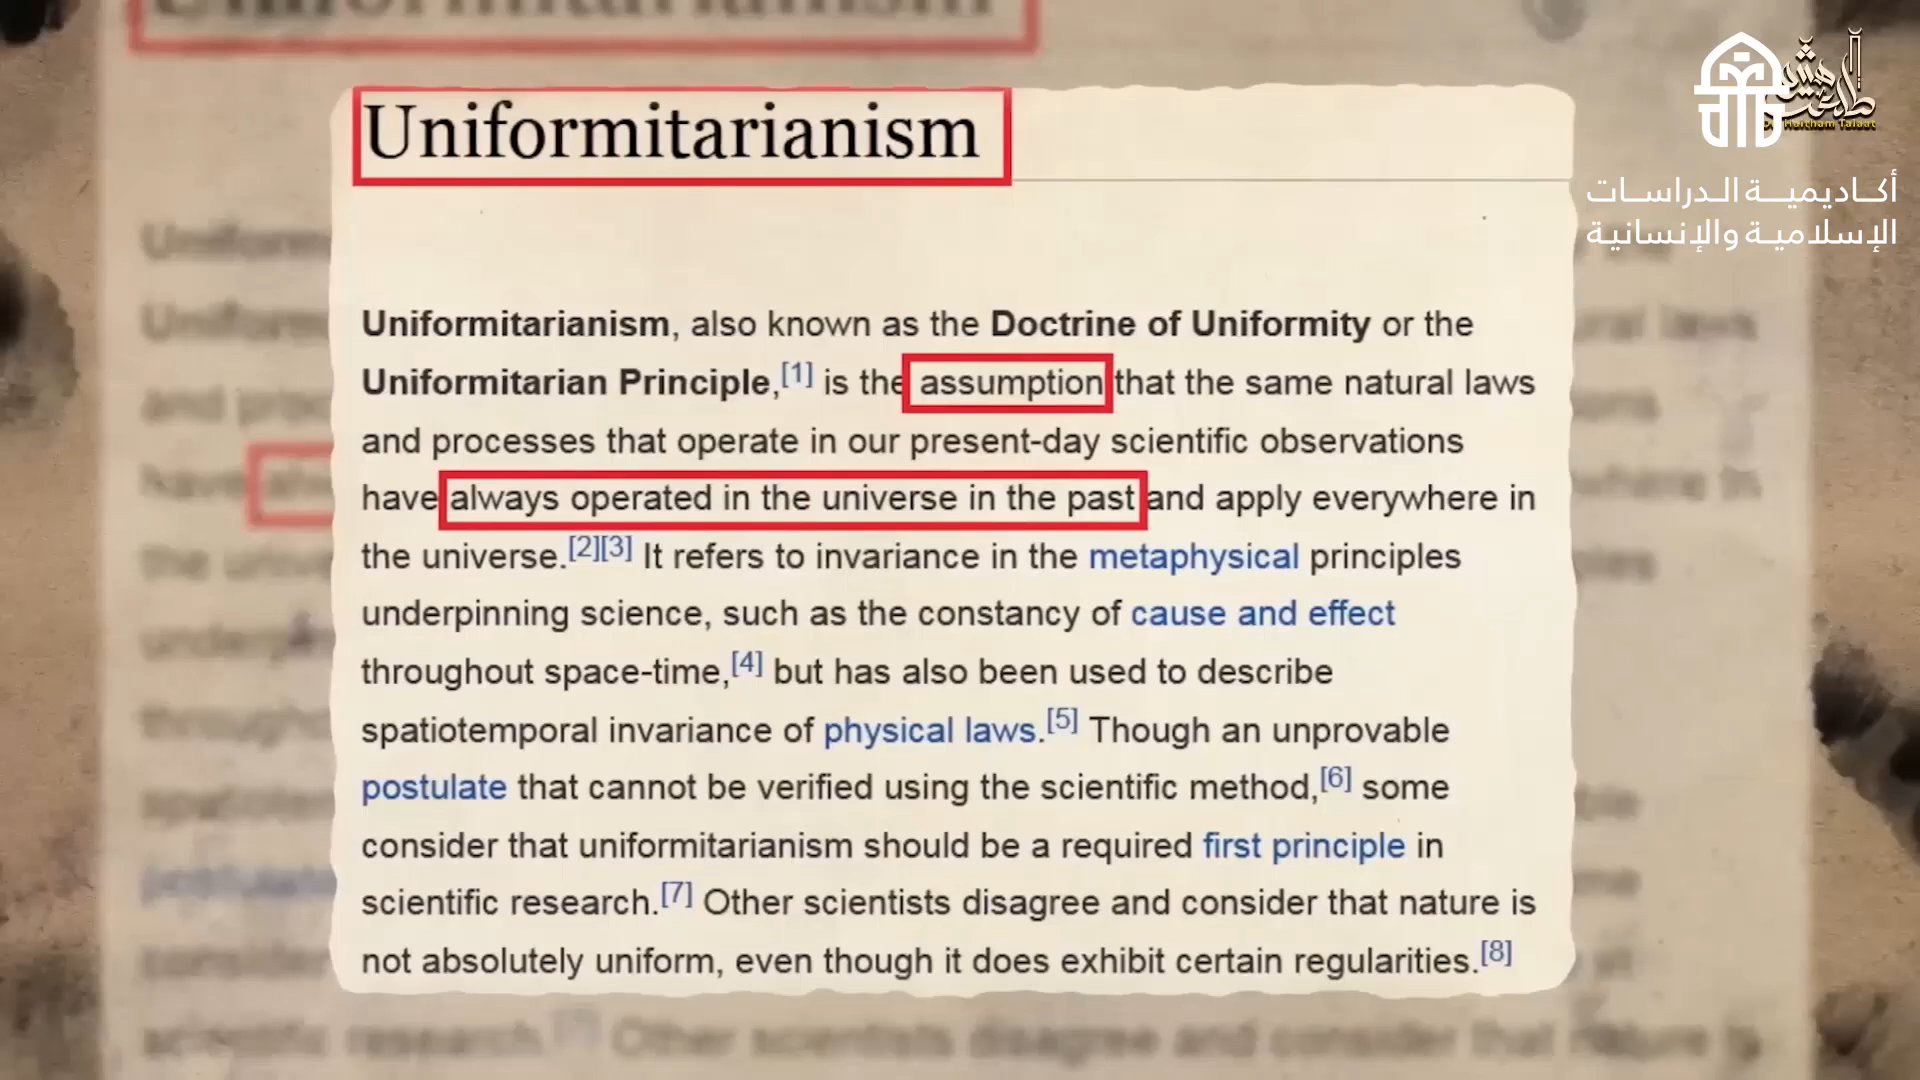 Uniformitarianism
هيثم طلعت
Dr. Haitham Talaat
أكاديمية الدراسات
الإسلامية والإنسانية
Uniformitarianism, also known as the Doctrine of Uniformity or the
Uniformitarian Principle,[1] is the assumption that the same natural laws
and processes that operate in our present-day scientific observations
have always operated in the universe in the past and apply everywhere in
the universe.[2][3] It refers to invariance in the metaphysical principles
underpinning science, such as the constancy of cause and effect
throughout space-time,[4] but has also been used to describe
spatiotemporal invariance of physical laws.[5] Though an unprovable
postulate that cannot be verified using the scientific method,[6] some
consider that uniformitarianism should be a required first principle in
scientific research.[7] Other scientists disagree and consider that nature is
not absolutely uniform, even though it does exhibit certain regularities.[8]